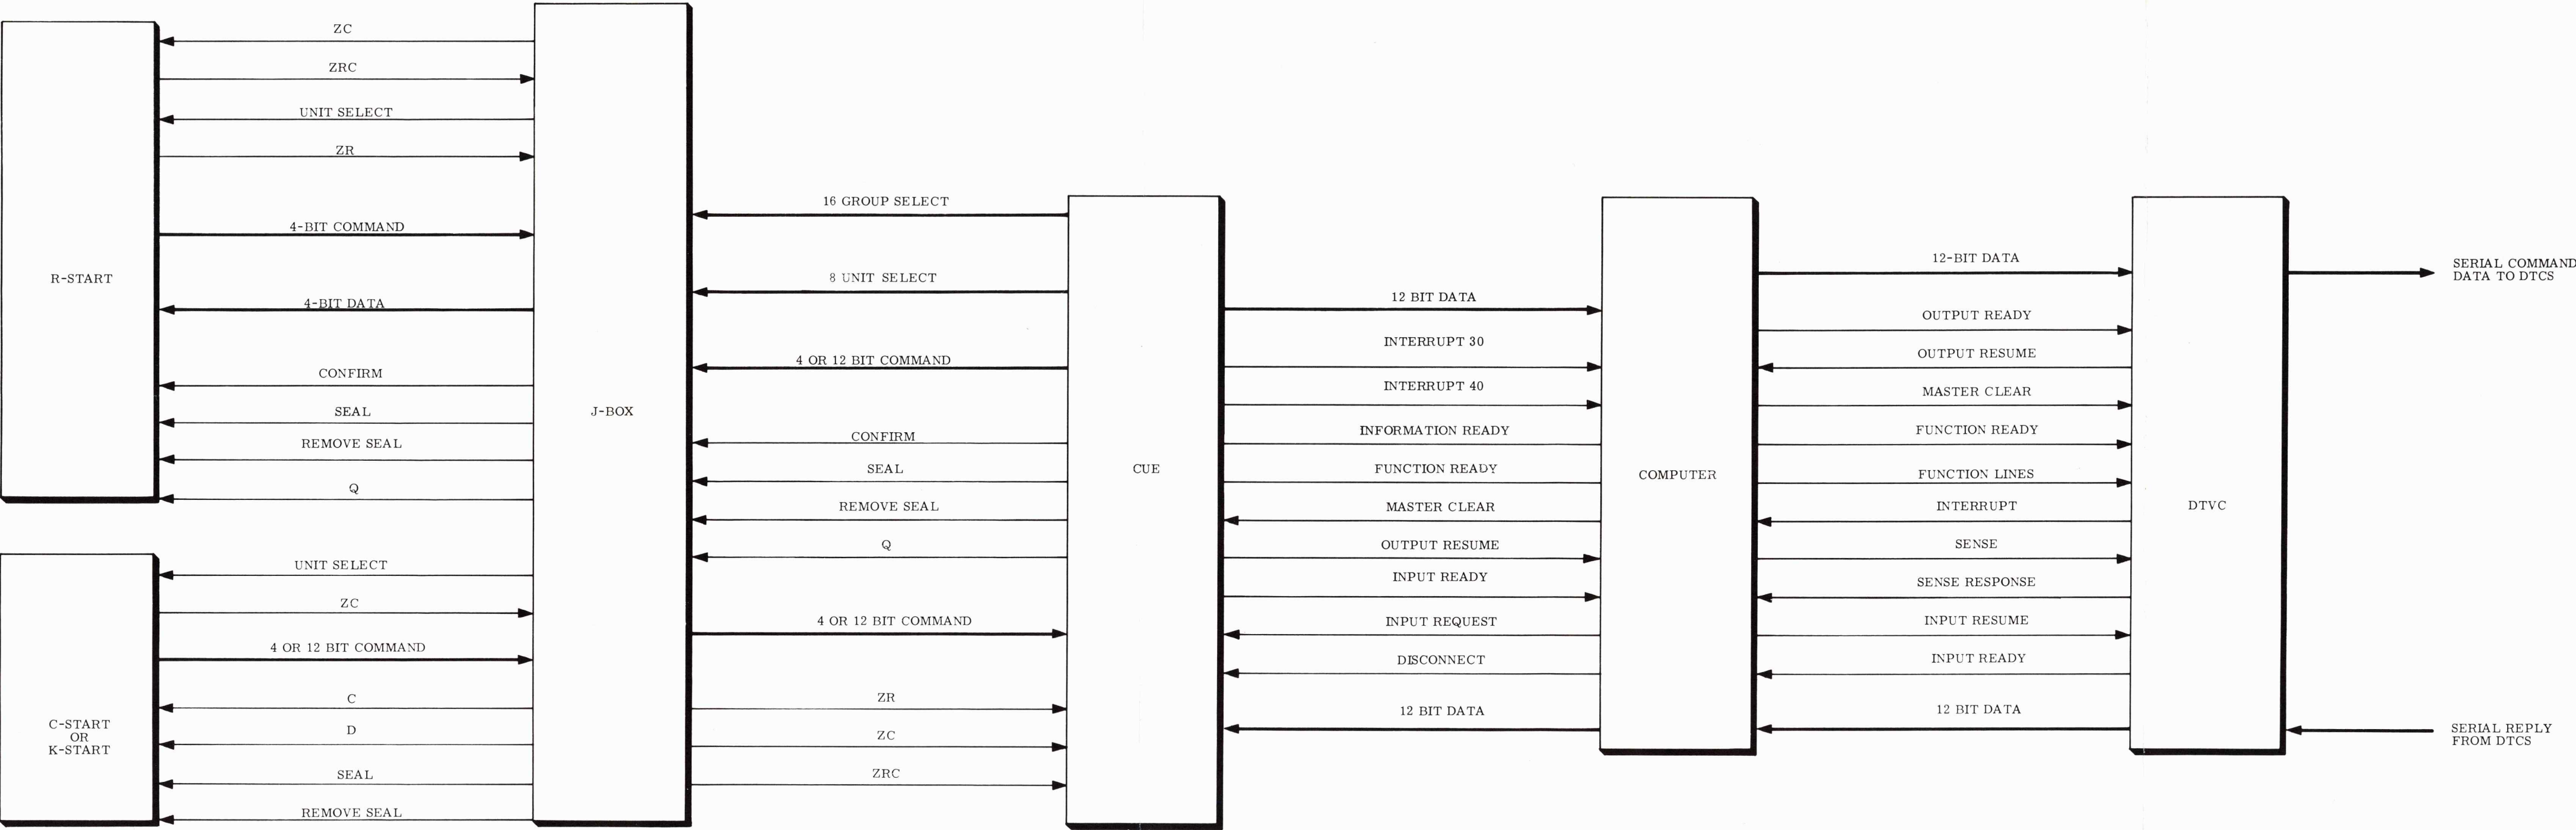 ZC
ZRC
UNIT SELECT
ZR
4-BIT COMMAND
R-START
4-BIT DATA
CONFIRM
SEAL
REMOVE SEAL
Q
UNIT SELECT
ZC
4 OR 12 BIT COMMAND
C
C-START
OR
K-START
D
SEAL
REMOVE SEAL
J-BOX
16 GROUP SELECT
8 UNIT SELECT
4 OR 12 BIT COMMAND
CONFIRM
SEAL
REMOVE SEAL
Q
4 OR 12 BIT COMMAND
ZR
ZC
ZRC
CUE
12 BIT DATA
INTERRUPT 30
INTERRUPT 40
INFORMATION READY
FUNCTION READY
MASTER CLEAR
OUTPUT RESUME
INPUT READY
INPUT REQUEST
DISCONNECT
12 BIT DATA
COMPUTER
12-BIT DATA
OUTPUT READY
OUTPUT RESUME
MASTER CLEAR
FUNCTION READY
FUNCTION LINES
INTERRUPT
SENSE
SENSE RESPONSE
INPUT RESUME
INPUT READY
12 BIT DATA
DTVC
SERIAL COMMAND
DATA TO DTCS
SERIAL REPLY
FROM DTCS